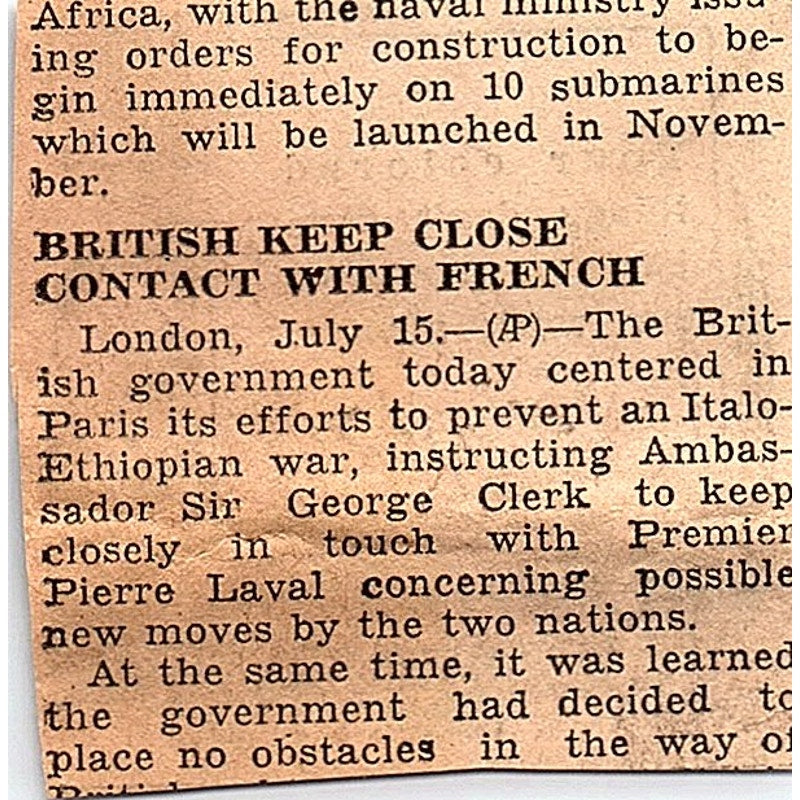 Africa, with the naval ministry issu-
ing orders for construction to be-
gin immediately on 10 submarines
which will be launched in Novem-
ber.
BRITISH KEEP CLOSE
CONTACT WITH FRENCH
London, July 15.—(AP)—The Brit-
ish government today centered in
Paris its efforts to prevent an Italo-
Ethiopian war, instructing Ambas-
sador Sir George Clerk to keep
closely in touch with Premier
Pierre Laval concerning possible
new moves by the two nations.
At the same time, it was learned
the government had decided to
place no obstacles in the way of